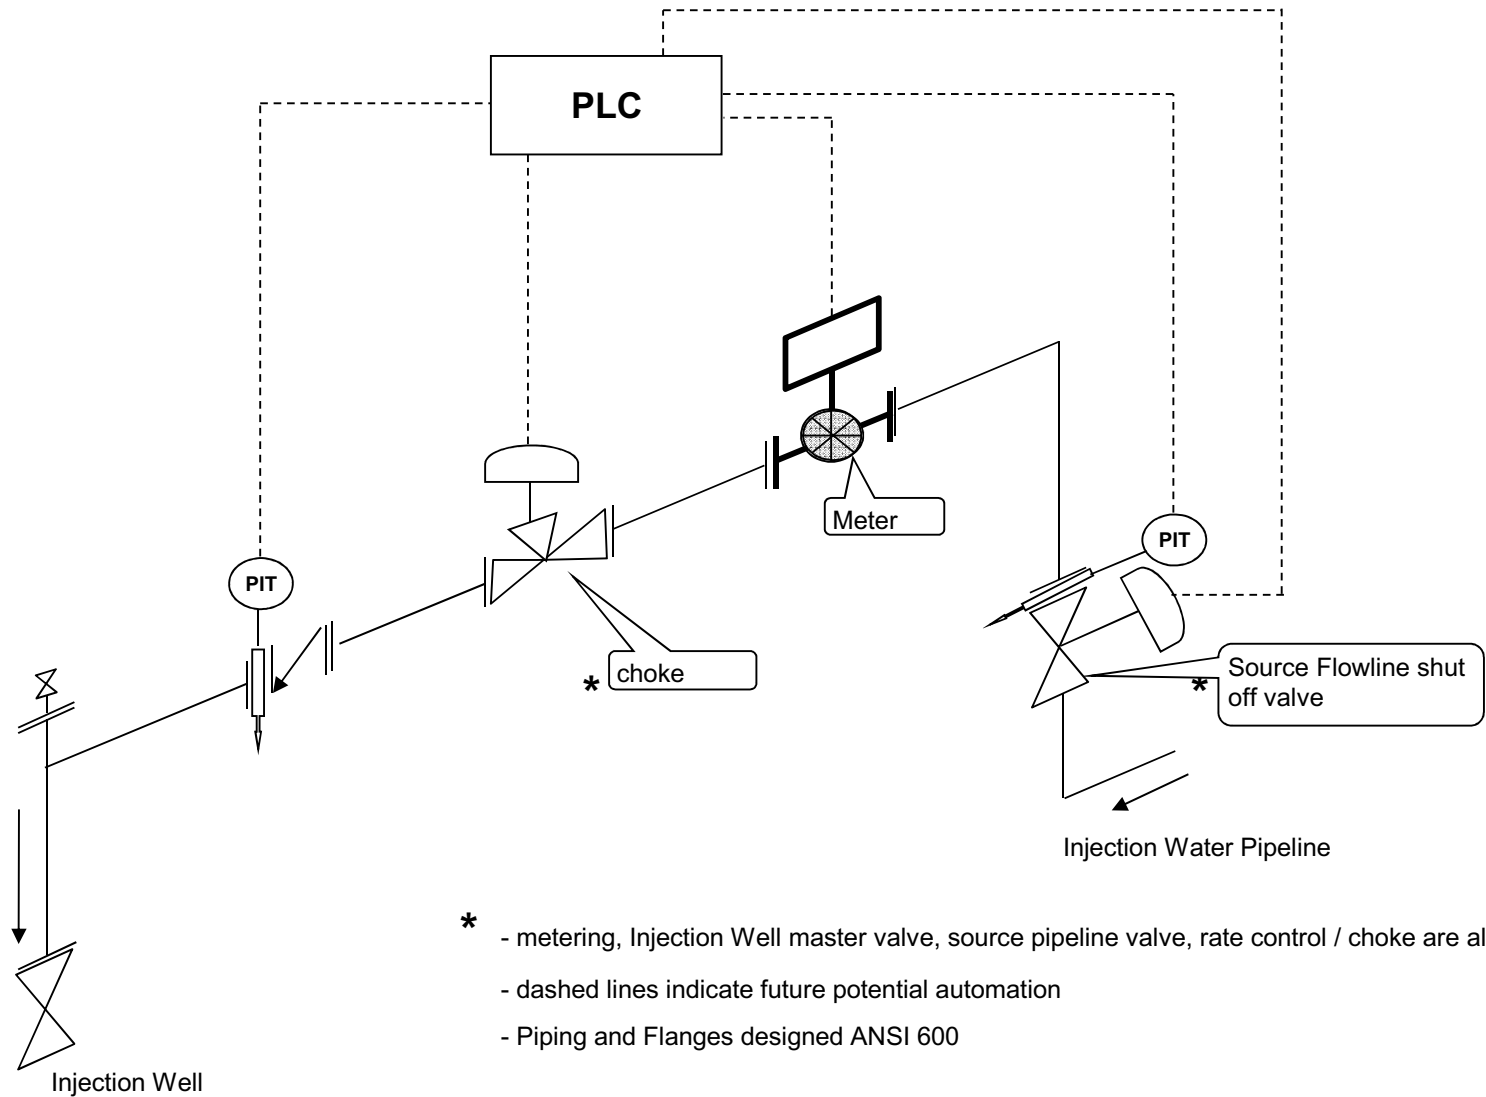 PLC
Meter
PIT
PIT
choke
*
Source Flowline shut
off valve
*
Injection Water Pipeline
* - metering, Injection Well master valve, source pipeline valve, rate control / choke are al
- dashed lines indicate future potential automation
- Piping and Flanges designed ANSI 600
Injection Well